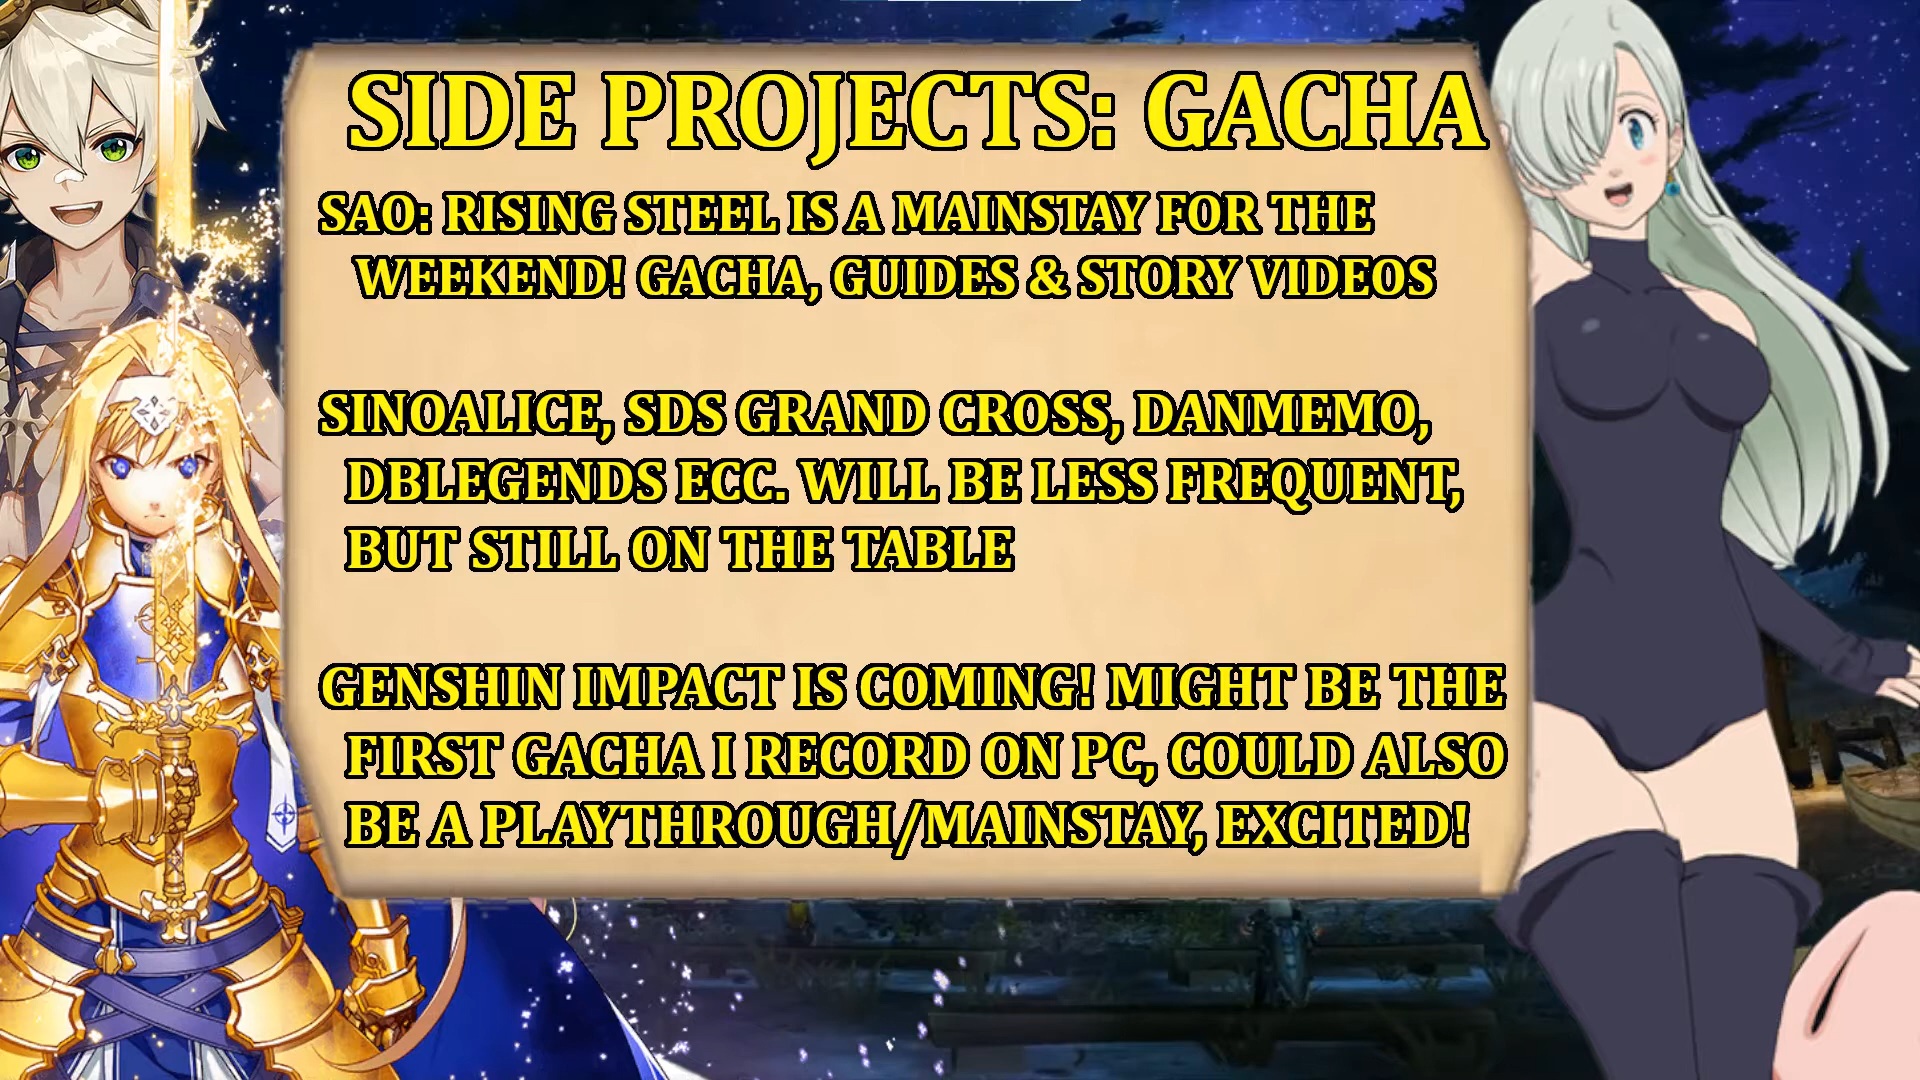 SIDE PROJECTS: GACHA
SAO: RISING STEEL IS A MAINSTAY FOR THE
WEEKEND! GACHA, GUIDES & STORY VIDEOS
SINOALICE, SDS GRAND CROSS, DANMEMO,
DBLEGENDS ECC. WILL BE LESS FREQUENT,
BUT STILL ON THE TABLE
GENSHIN IMPACT IS COMING! MIGHT BE THE
FIRST GACHA I RECORD ON PC, COULD ALSO
BE A PLAYTHROUGH/MAINSTAY, EXCITED!